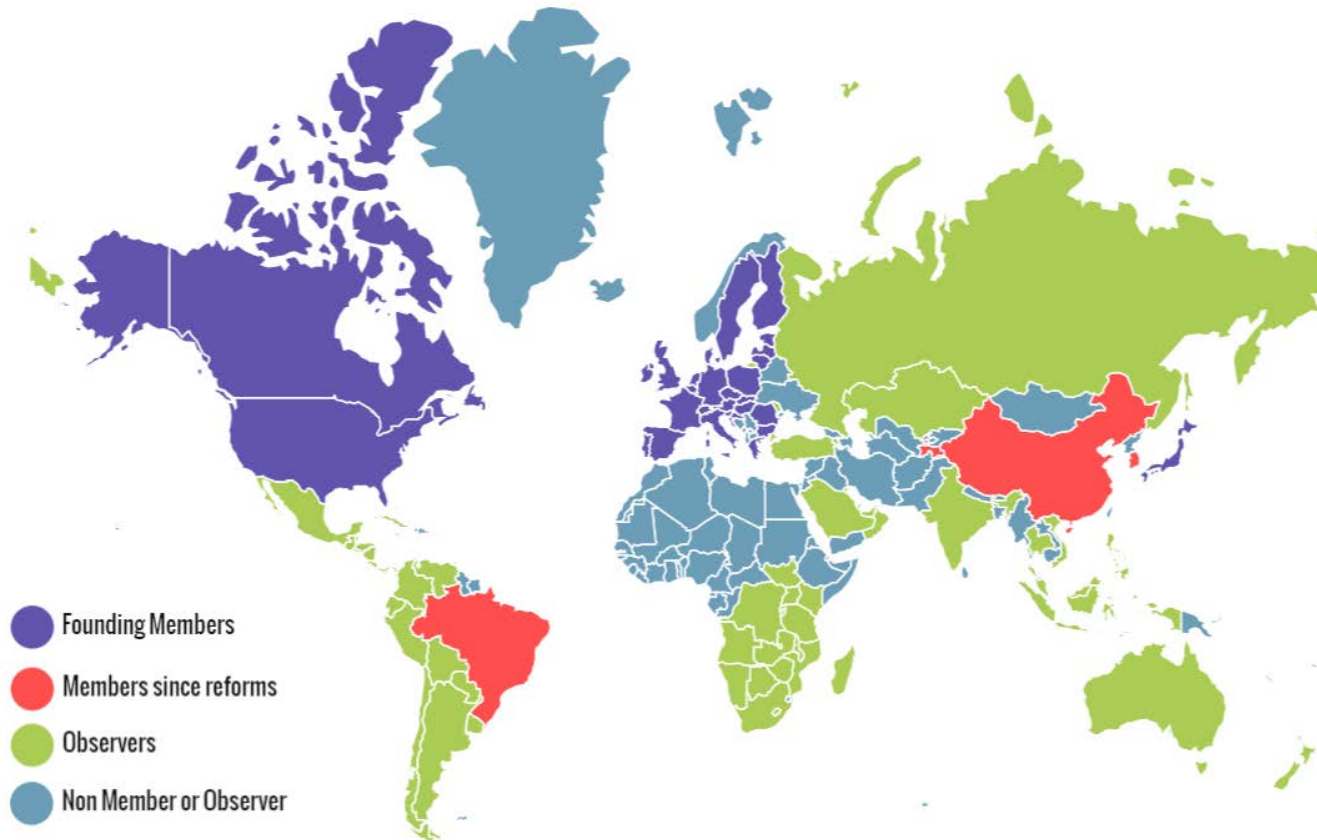 Founding Members
Members since reforms
Observers
Non Member or Observer